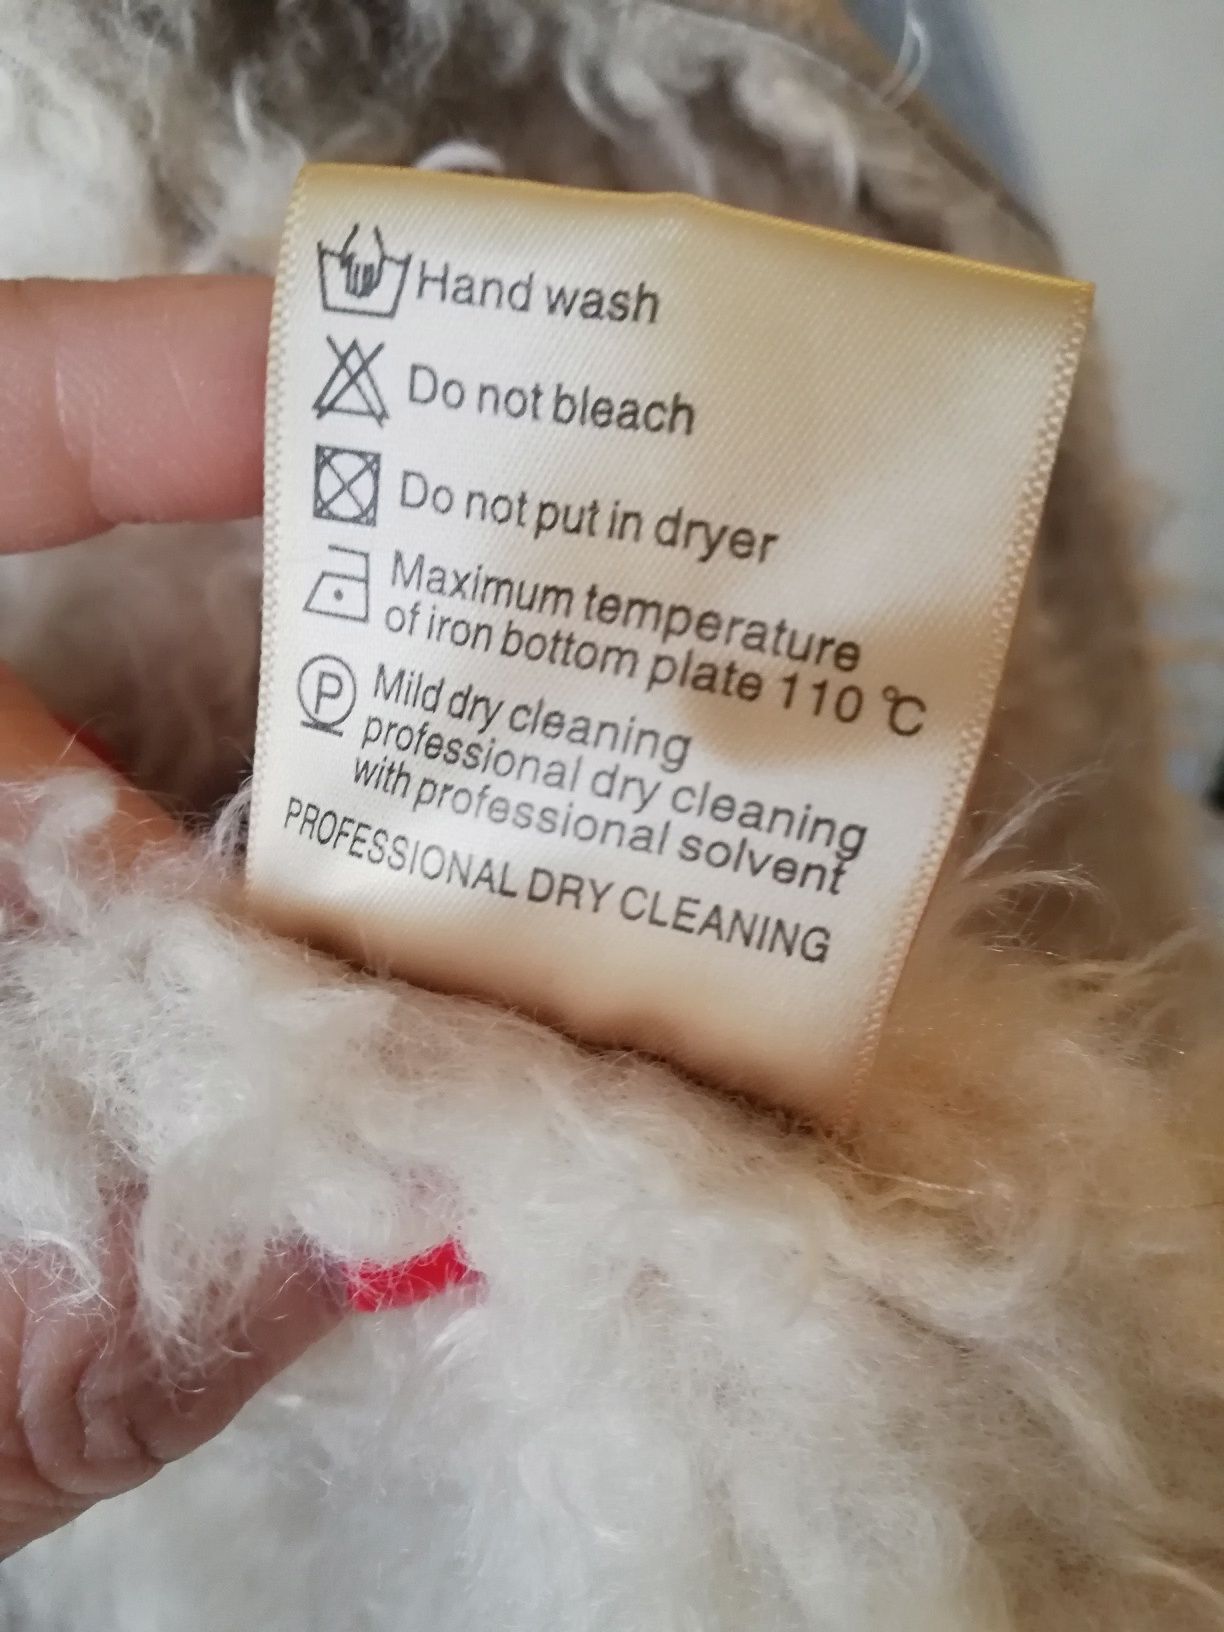 Hand wash
Do not bleach
Do not put in dryer
Maximum temperature
of iron bottom plate 110 ℃
P
Mild dry cleaning
professional dry cleaning
with professional solvent
PROFESSIONAL DRY CLEANING